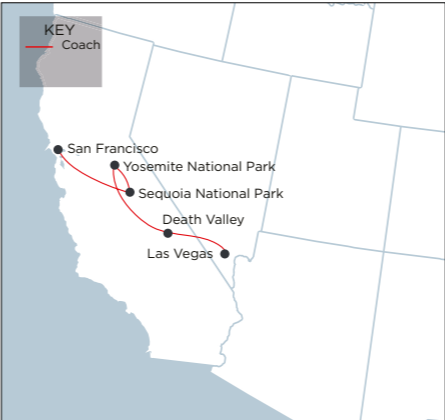 KEY
Coach
San Francisco
Yosemite National Park
Sequoia National Park
Death Valley
Las Vegas